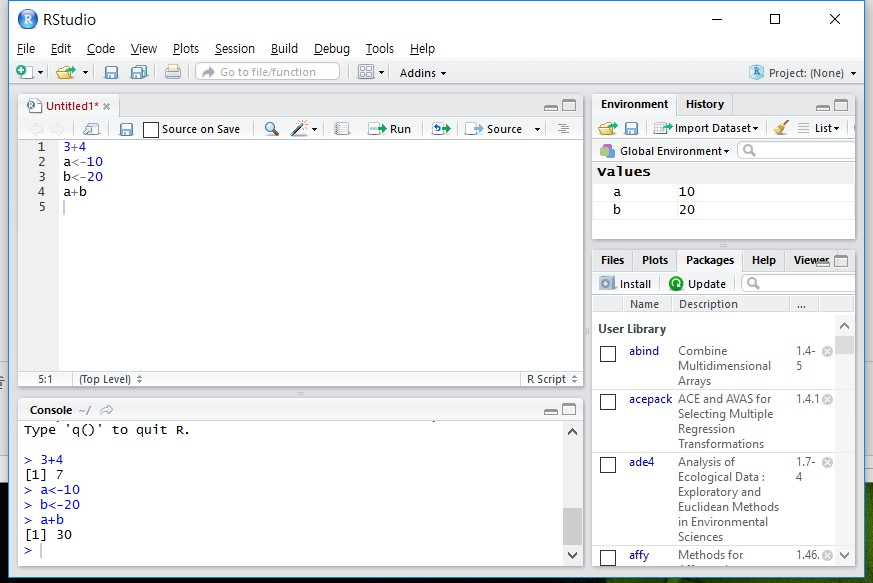 RStudio
File Edit Code View Plots Session Build Debug Tools Help
Go to file/function Addins Project: (None)
Untitled1*
Source on Save Run Source
1 3+4
2 a<-10
3 b<-20
4 a+b
5
5:1 (Top Level) R Script
Console ~/
Type 'q()' to quit R.
> 3+4
[1] 7
> a<-10
> b<-20
> a+b
[1] 30
>
Environment History
Import Dataset List
Global Environment
Values
a 10
b 20
Files Plots Packages Help Viewer
Install Update
Name Description ...
User Library
abind Combine 1.4-
Multidimensional 5
Arrays
acepack ACE and AVAS for 1.4.1
Selecting Multiple
Regression
Transformations
ade4 Analysis of 1.7-
Ecological Data : 4
Exploratory and
Euclidean Methods
in Environmental
Sciences
affy Methods for 1.46.